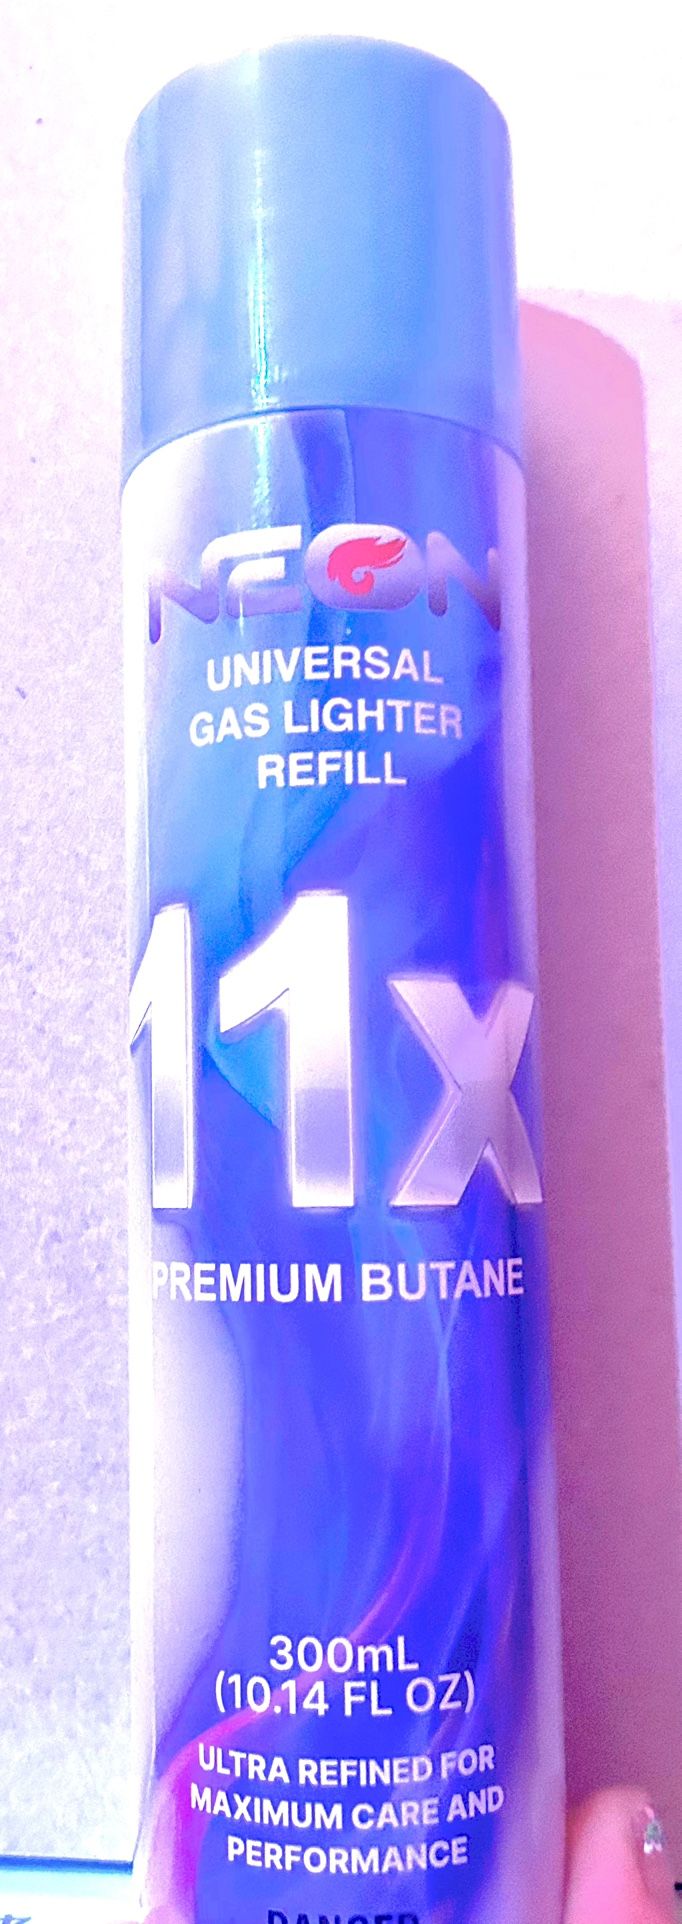 NEON
UNIVERSAL
GAS LIGHTER
REFILL
11x
PREMIUM BUTANE
300mL
(10.14 FL OZ)
ULTRA REFINED FOR
MAXIMUM CARE AND
PERFORMANCE
DANGER